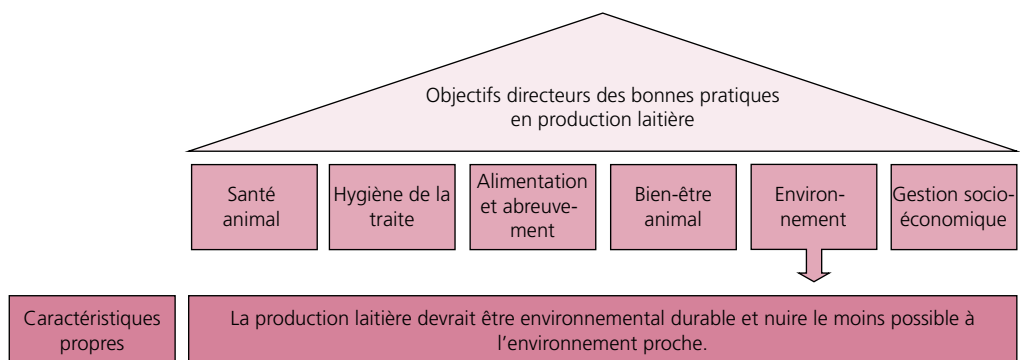 Objectifs directeurs des bonnes pratiques
en production laitière
Santé
animal
Hygiène de la
traite
Alimentation
et abreuve-
ment
Bien-être
animal
Environ-
nement
Gestion socio-
économique
Caractéristiques
propres
La production laitière devrait être environnemental durable et nuire le moins possible à
l’environnement proche.